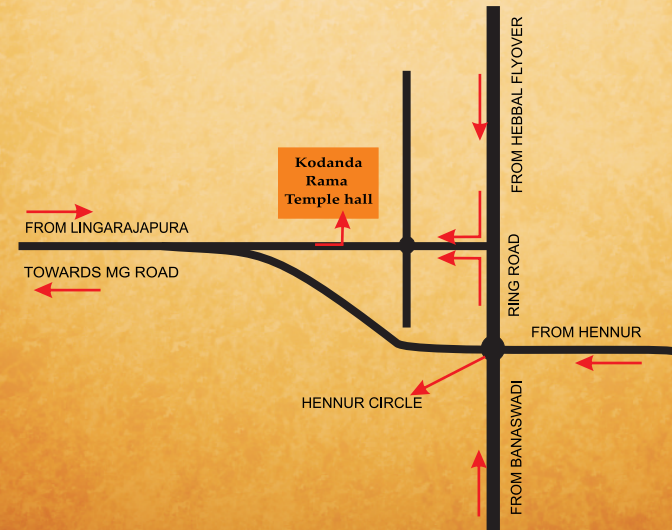 FROM HEBBAL FLYOVER
Kodanda
Rama
Temple hall
FROM LINGARAJAPURA
TOWARDS MG ROAD
RING ROAD
FROM HENNUR
HENNUR CIRCLE
FROM BANASWADI